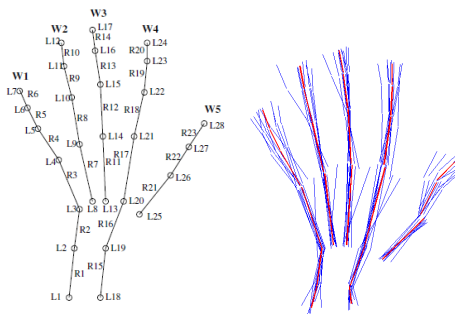 W3
W2 L17
L12 R14 W4
R10 L16 R20 L24
L11 L23
W1 R9 R13 R19
L7 R6 L10 L15 L22
L6 R8 R12 R18 W5
L5 R5 L28
R4 L9 L14 L21 R23
L4 R7 R11 R17 L27
R3 R22
L26
R21
L3 L8 L13 L20
R2 R16 L25
L2 L19
R1 R15
L1 L18